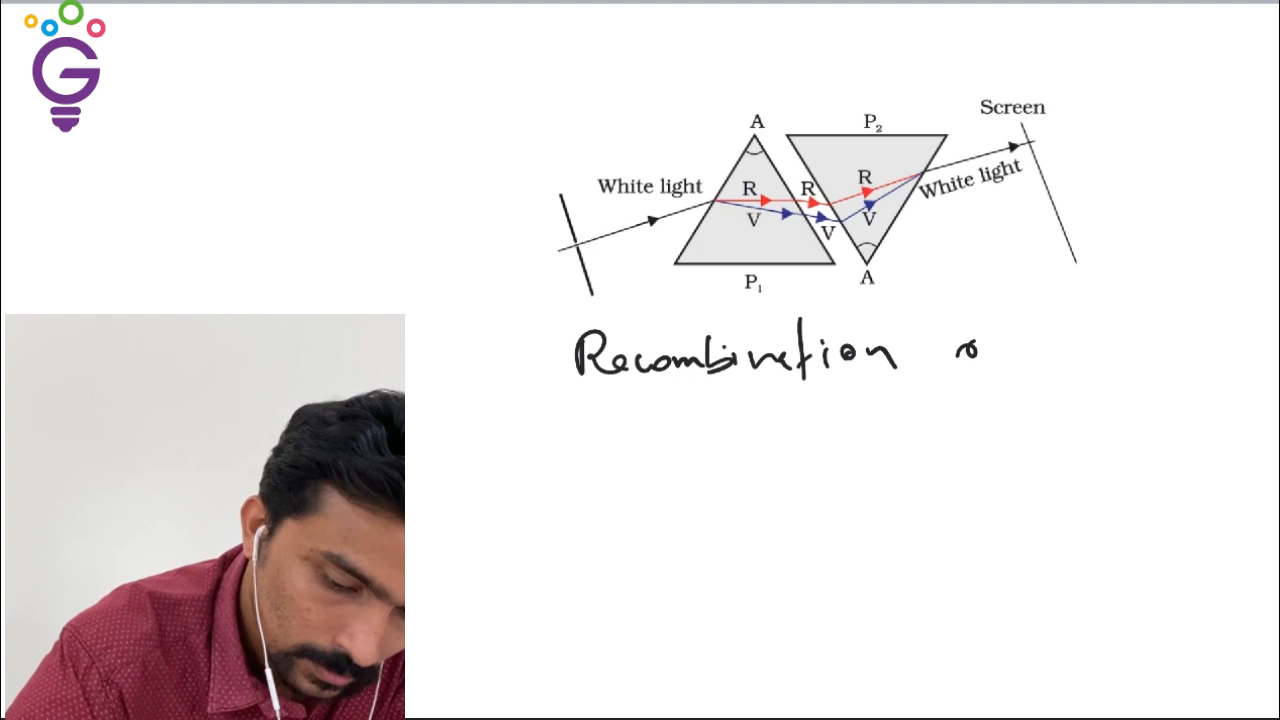 G
Screen
A
P₂
White light
R
R
R
White light
V
V
V
P₁
A
Recombination o